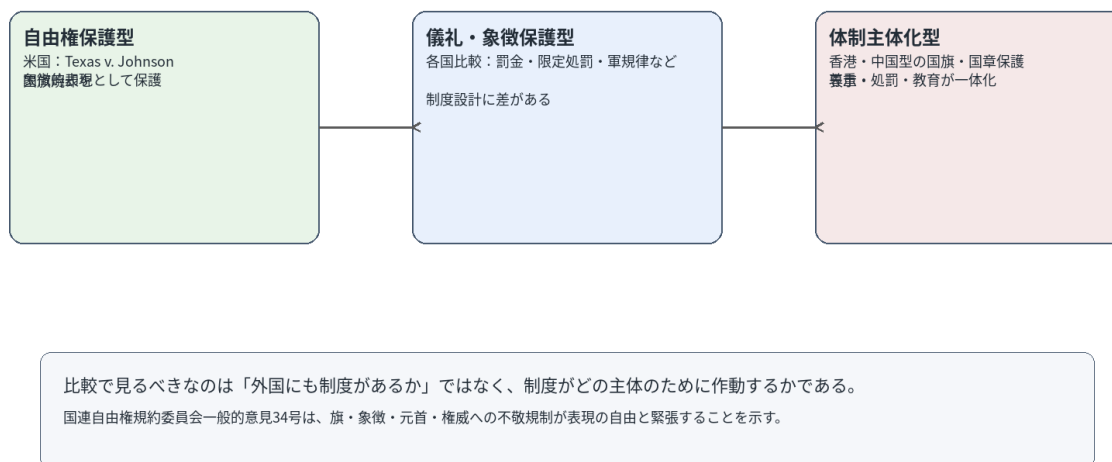 自由権保護型
米国：Texas v. Johnson
として保護
儀礼・象徴保護型
各国比較：罰金・限定処罰・軍規律など
制度設計に差がある
体制主体化型
香港・中国型の国旗・国章保護
・処罰・教育が一体化
比較で見るべきなのは「外国にも制度があるか」ではなく、制度がどの主体のために作動するかである。
国連自由権規約委員会一般的意見34号は、旗・象徴・元首・権威への不敬規制が表現の自由と緊張することを示す。